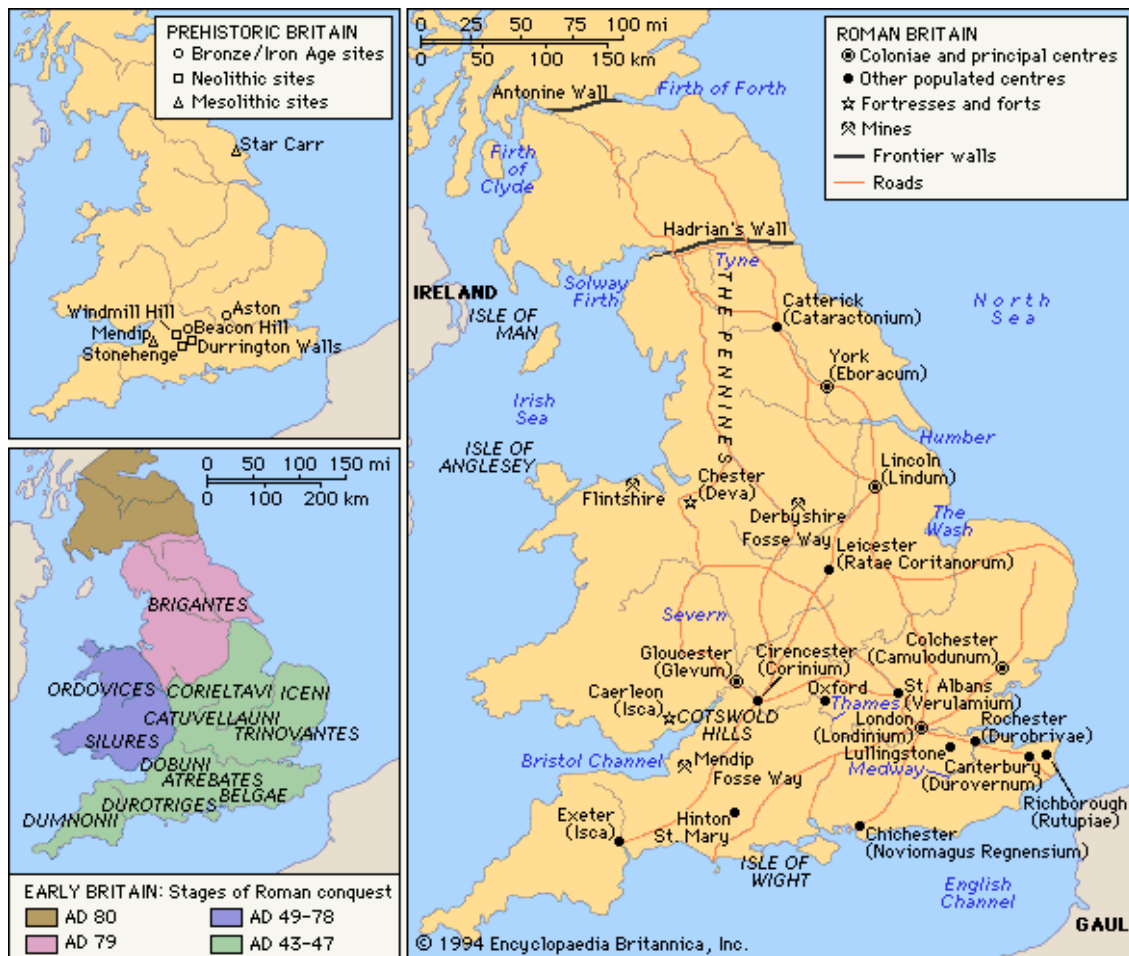 PREHISTORIC BRITAIN
Bronze/Iron Age sites
Neolithic sites
Mesolithic sites
Star Carr
Windmill Hill
Aston
Mendip
Beacon Hill
Stonehenge
Durrington Walls
0 50 100 150 mi
0 100 200 km
BRIGANTES
ORDOVICES
CORIELTAVI
ICENI
CATUVELLAUNI
TRINOVANTES
SILURES
DOBUNI
ATREBATES
BELGAE
DUROTRIGES
DUMNONII
EARLY BRITAIN: Stages of Roman conquest
AD 80
AD 49-78
AD 79
AD 43-47
0 25 50 75 100 mi
0 50 100 150 km
ROMAN BRITAIN
Coloniae and principal centres
Other populated centres
Fortresses and forts
Mines
Frontier walls
Roads
Antonine Wall
Firth of Forth
Firth
of
Clyde
Hadrian's Wall
Tyne
Solway
Firth
IRELAND
ISLE OF
MAN
THE PENNINES
Catterick
(Cataractonium)
North
Sea
York
(Eboracum)
Irish
Sea
Humber
ISLE OF
ANGLESEY
Flintshire
Chester
(Deva)
Lincoln
(Lindum)
Derbyshire
The
Wash
Fosse Way
Leicester
(Ratae Coritanorum)
Severn
Gloucester
(Glevum)
Cirencester
(Corinium)
Colchester
(Camulodunum)
Caerleon
(Isca)
COTSWOLD
HILLS
Oxford
Thames
St. Albans
(Verulamium)
London
(Londinium)
Rochester
(Durobrivae)
Lullingstone
Medway
Canterbury
(Durovernum)
Bristol Channel
Mendip
Fosse Way
Richborough
(Rutupiae)
Exeter
(Isca)
Hinton
St. Mary
Chichester
(Noviomagus Regnensium)
ISLE OF
WIGHT
English
Channel
GAUL
© 1994 Encyclopaedia Britannica, Inc.